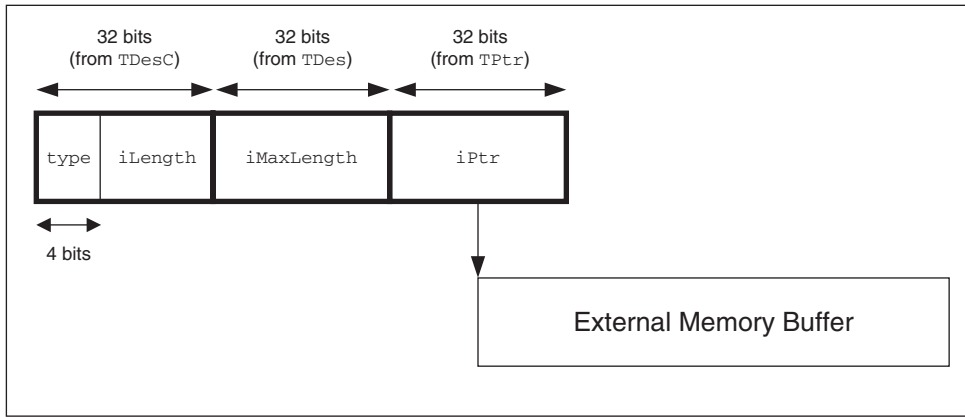 32 bits
(from TDesC)
32 bits
(from TDes)
32 bits
(from TPtr)
type
iLength
iMaxLength
iPtr
4 bits
External Memory Buffer